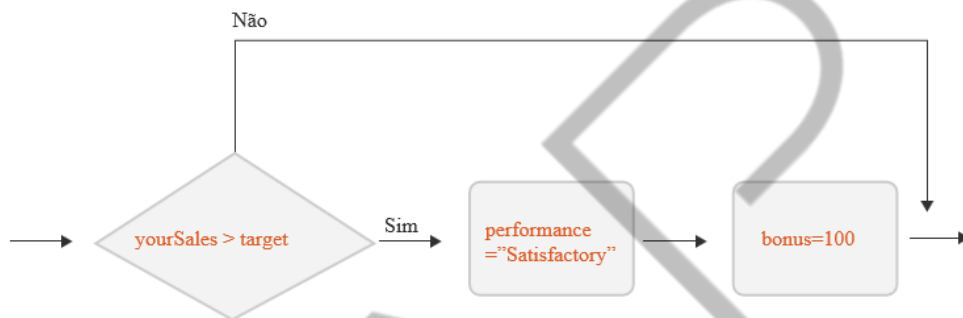 Não
yourSales > target
Sim
performance
=”Satisfactory”
bonus=100